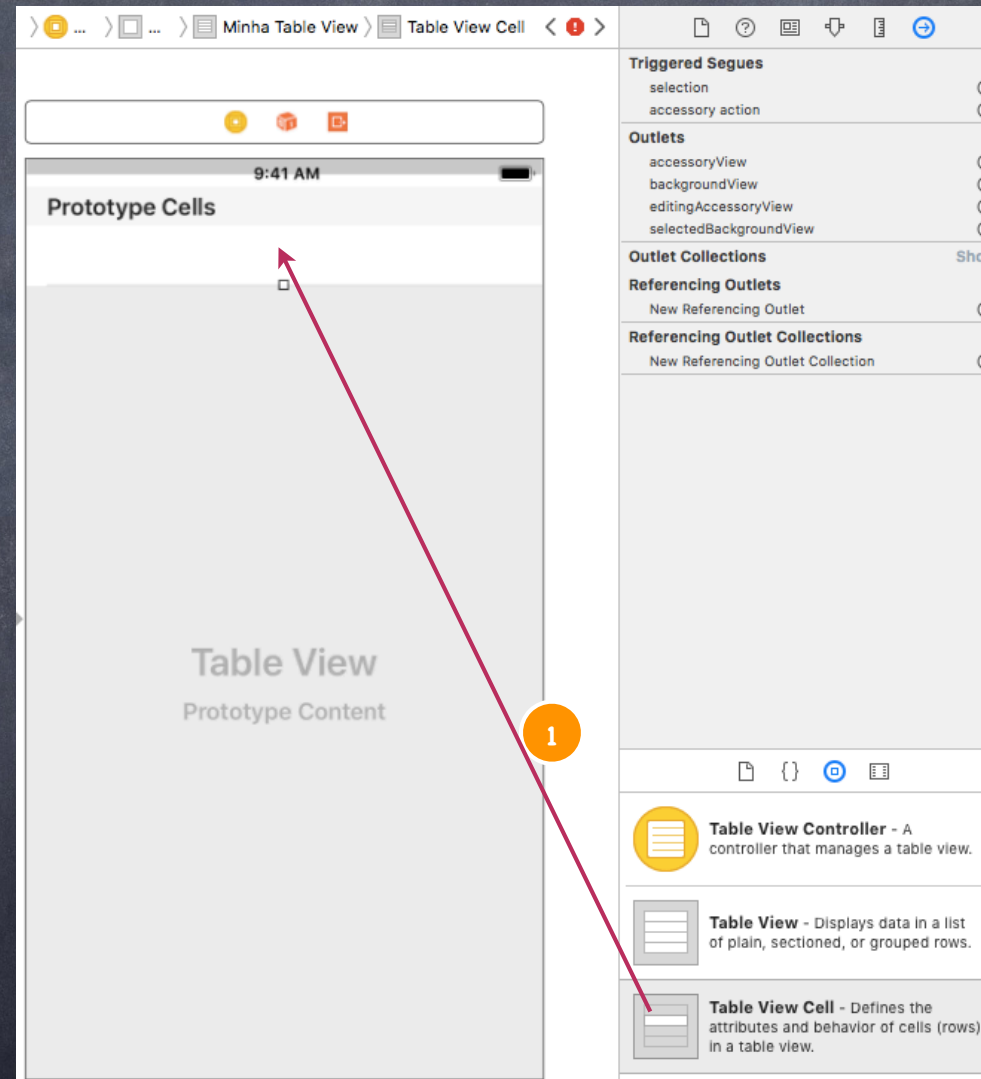 ... ... Minha Table View Table View Cell
9:41 AM
Prototype Cells
Table View
Prototype Content
1
Triggered Segues
selection
accessory action
Outlets
accessoryView
backgroundView
editingAccessoryView
selectedBackgroundView
Outlet Collections
Referencing Outlets
New Referencing Outlet
Referencing Outlet Collections
New Referencing Outlet Collection
{}
Table View Controller - A
controller that manages a table view.
Table View - Displays data in a list
of plain, sectioned, or grouped rows.
Table View Cell - Defines the
attributes and behavior of cells (rows)
in a table view.